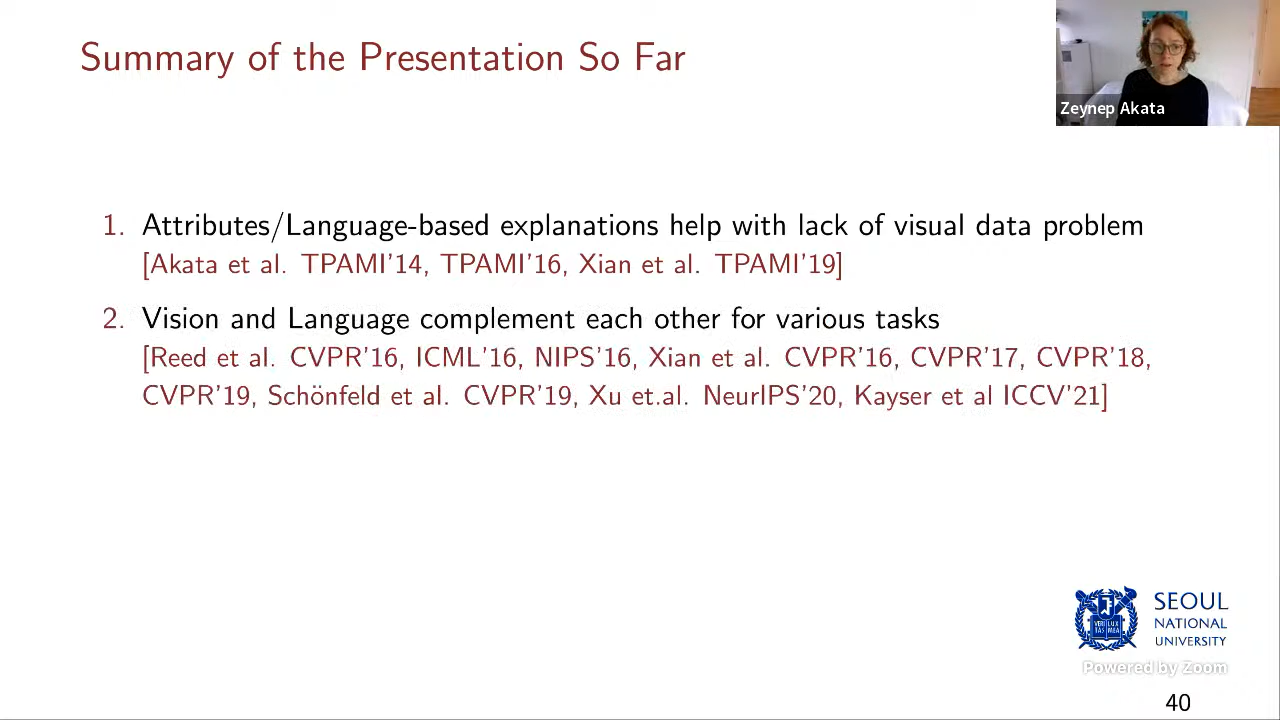 Summary of the Presentation So Far
Zeynep Akata
1. Attributes/Language-based explanations help with lack of visual data problem
[Akata et al. TPAMI'14, TPAMI'16, Xian et al. TPAMI'19]
2. Vision and Language complement each other for various tasks
[Reed et al. CVPR'16, ICML'16, NIPS'16, Xian et al. CVPR'16, CVPR'17, CVPR'18,
CVPR'19, Schönfeld et al. CVPR'19, Xu et.al. NeurIPS'20, Kayser et al ICCV'21]
VERI LUX
TAS MEA
SEOUL
NATIONAL
UNIVERSITY
Powered by Zoom
40